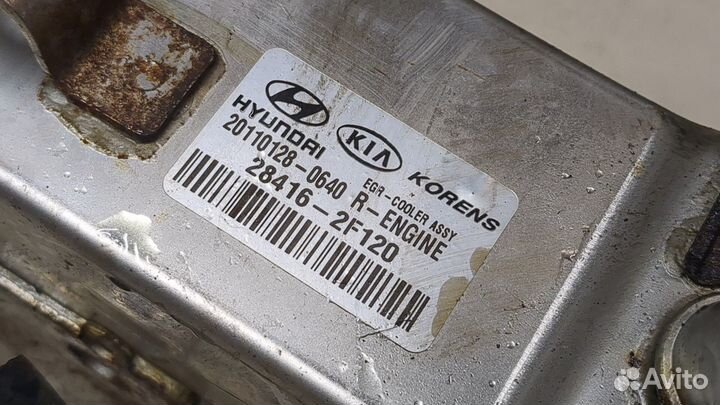 HYUNDAI KIA KORENS
20110128-0640 EGR-COOLER ASSY
28416-2F120 R-ENGINE
Avito